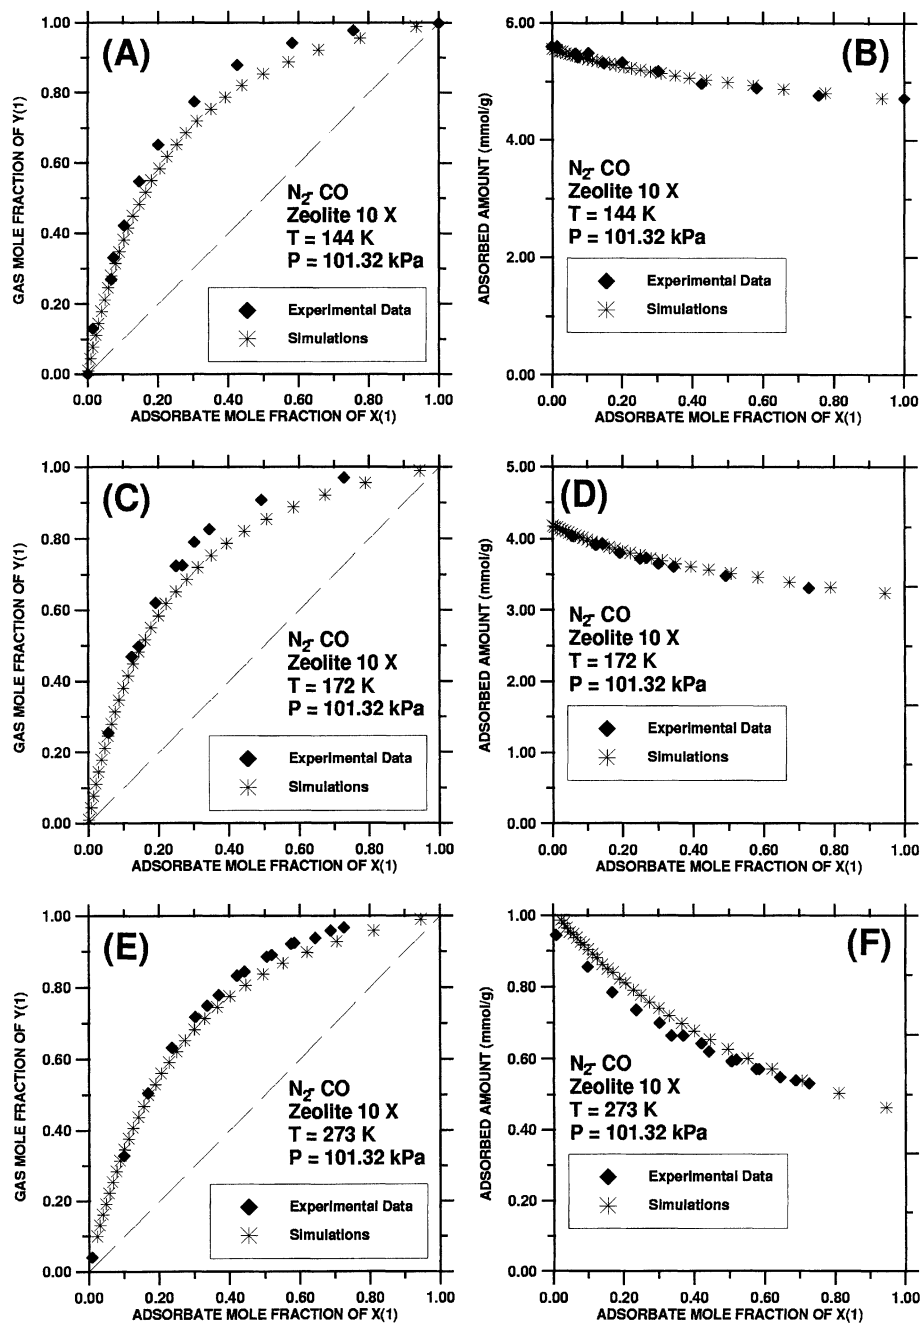 (A)
GAS MOLE FRACTION OF Y(1)
1.00
0.80
0.60
0.40
0.20
0.00
N2- CO
Zeolite 10 X
T = 144 K
P = 101.32 kPa
Experimental Data
Simulations
0.00 0.20 0.40 0.60 0.80 1.00
ADSORBATE MOLE FRACTION OF X(1)
(B)
ADSORBED AMOUNT (mmol/g)
6.00
4.00
2.00
0.00
N2- CO
Zeolite 10 X
T = 144 K
P = 101.32 kPa
Experimental Data
Simulations
0.00 0.20 0.40 0.60 0.80 1.00
ADSORBATE MOLE FRACTION OF X(1)
(C)
GAS MOLE FRACTION OF Y(1)
1.00
0.80
0.60
0.40
0.20
0.00
N2- CO
Zeolite 10 X
T = 172 K
P = 101.32 kPa
Experimental Data
Simulations
0.00 0.20 0.40 0.60 0.80 1.00
ADSORBATE MOLE FRACTION OF X(1)
(D)
ADSORBED AMOUNT (mmol/g)
5.00
4.00
3.00
2.00
1.00
0.00
N2- CO
Zeolite 10 X
T = 172 K
P = 101.32 kPa
Experimental Data
Simulations
0.00 0.20 0.40 0.60 0.80 1.00
ADSORBATE MOLE FRACTION OF X(1)
(E)
GAS MOLE FRACTION OF Y(1)
1.00
0.80
0.60
0.40
0.20
0.00
N2- CO
Zeolite 10 X
T = 273 K
P = 101.32 kPa
Experimental Data
Simulations
0.00 0.20 0.40 0.60 0.80 1.00
ADSORBATE MOLE FRACTION OF X(1)
(F)
ADSORBED AMOUNT (mmol/g)
1.00
0.80
0.60
0.40
0.20
0.00
N2- CO
Zeolite 10 X
T = 273 K
P = 101.32 kPa
Experimental Data
Simulations
0.00 0.20 0.40 0.60 0.80 1.00
ADSORBATE MOLE FRACTION OF X(1)